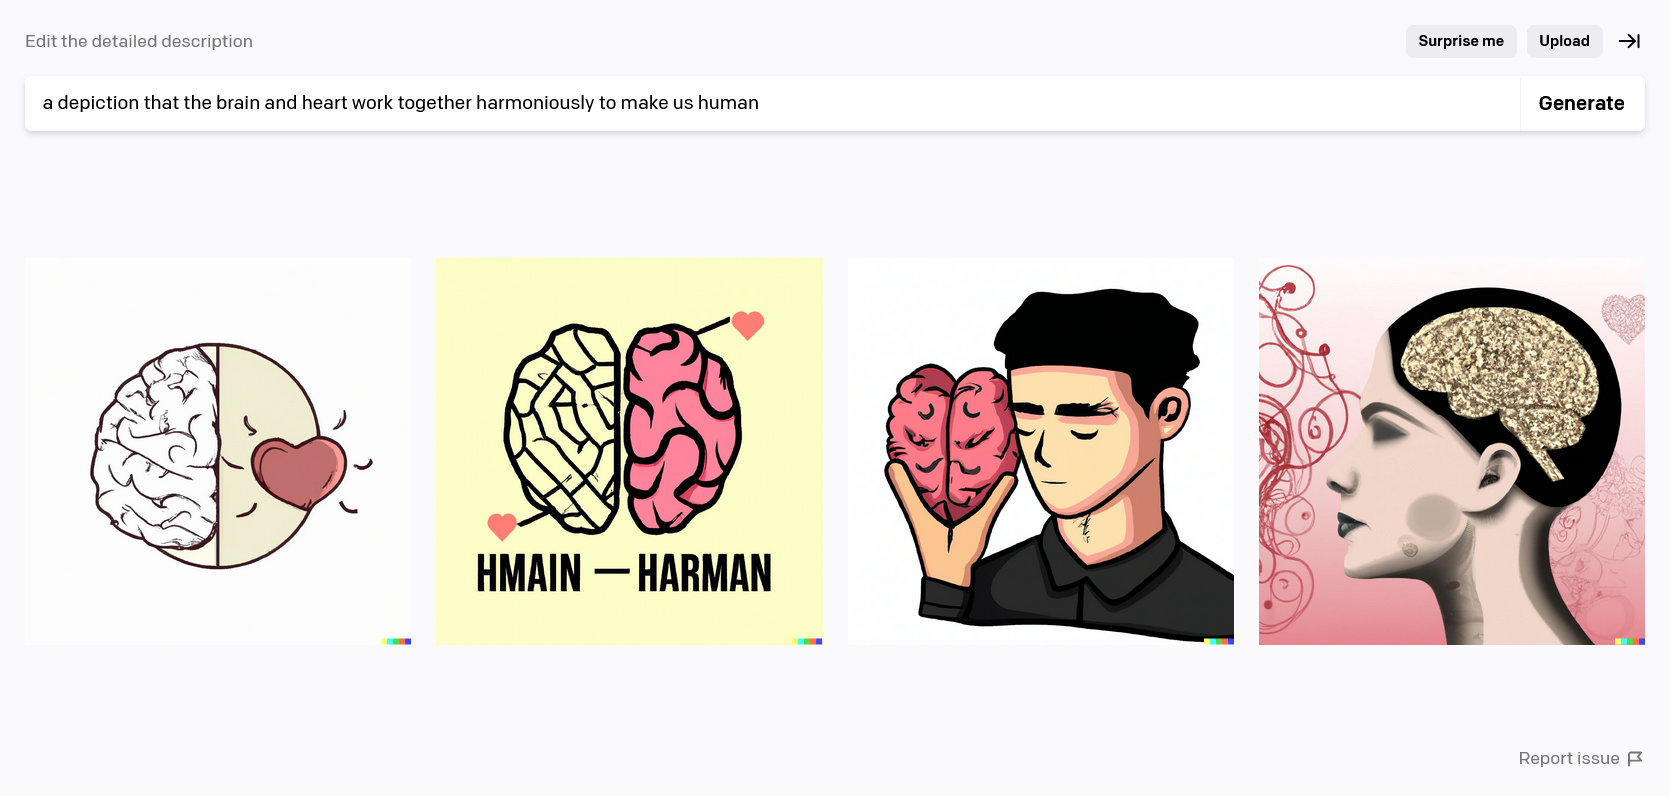 Edit the detailed description
Surprise me
Upload
a depiction that the brain and heart work together harmoniously to make us human
Generate
HMAIN — HARMAN
Report issue